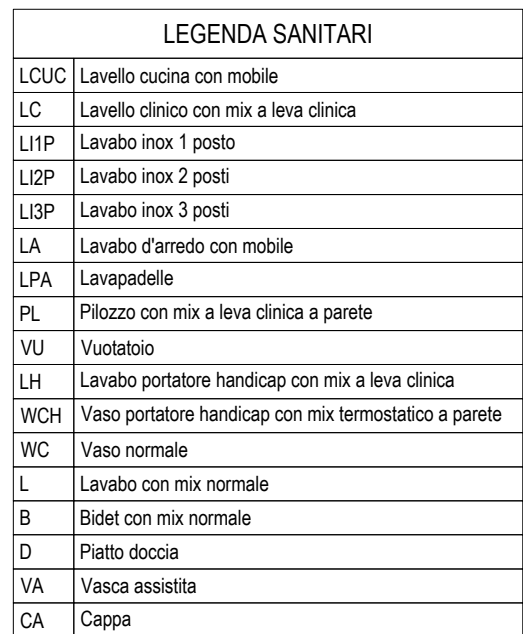 LEGENDA SANITARI
LCUC Lavello cucina con mobile
LC Lavello clinico con mix a leva clinica
LI1P Lavabo inox 1 posto
LI2P Lavabo inox 2 posti
LI3P Lavabo inox 3 posti
LA Lavabo d'arredo con mobile
LPA Lavapadelle
PL Pilozzo con mix a leva clinica a parete
VU Vuotatoio
LH Lavabo portatore handicap con mix a leva clinica
WCH Vaso portatore handicap con mix termostatico a parete
WC Vaso normale
L Lavabo con mix normale
B Bidet con mix normale
D Piatto doccia
VA Vasca assistita
CA Cappa